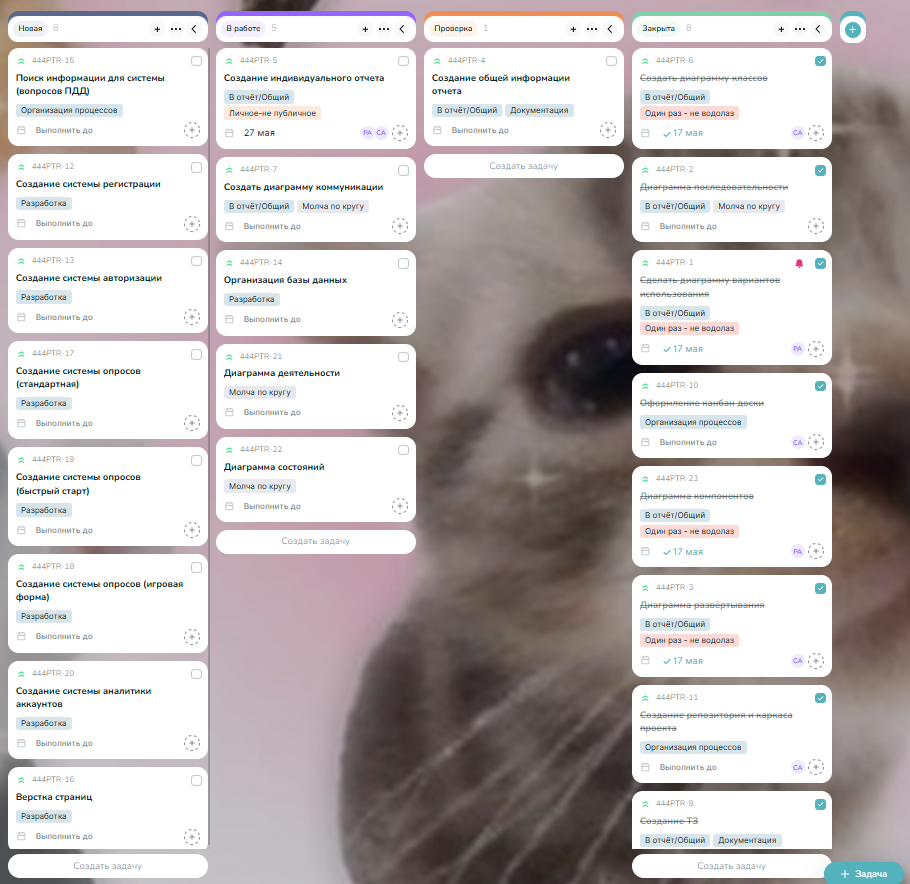 Новая 8
444PTR-15
Поиск информации для системы
(вопросов ПДД)
Организация процессов
Выполнить до
444PTR-12
Создание системы регистрации
Разработка
Выполнить до
444PTR-13
Создание системы авторизации
Разработка
Выполнить до
444PTR-17
Создание системы опросов
(стандартная)
Разработка
Выполнить до
444PTR-19
Создание системы опросов
(быстрый старт)
Разработка
Выполнить до
444PTR-18
Создание системы опросов (игровая
форма)
Разработка
Выполнить до
444PTR-20
Создание системы аналитики
аккаунтов
Разработка
Выполнить до
444PTR-16
Верстка страниц
Разработка
Выполнить до
Создать задачу
В работе 5
444PTR-5
Создание индивидуального отчета
В отчёт/Общий
Личное-не публичное
27 мая PA CA
444PTR-7
Создать диаграмму коммуникации
В отчёт/Общий Молча по кругу
Выполнить до
444PTR-14
Организация базы данных
Разработка
Выполнить до
444PTR-21
Диаграмма деятельности
Молча по кругу
Выполнить до
444PTR-22
Диаграмма состояний
Молча по кругу
Выполнить до
Создать задачу
Проверка 1
444PTR-4
Создание общей информации
отчета
В отчёт/Общий Документация
Выполнить до
Создать задачу
Закрыта 8
444PTR-6
Создать диаграмму классов
В отчёт/Общий
Один раз - не водолаз
17 мая CA
444PTR-2
Диаграмма последовательности
В отчёт/Общий Молча по кругу
Выполнить до
444PTR-1
Сделать диаграмму вариантов
использования
В отчёт/Общий
Один раз - не водолаз
17 мая PA
444PTR-10
Оформление канбан доски
Организация процессов
Выполнить до CA
444PTR-23
Диаграмма компонентов
В отчёт/Общий
Один раз - не водолаз
17 мая PA
444PTR-3
Диаграмма развёртывания
В отчёт/Общий
Один раз - не водолаз
17 мая CA
444PTR-11
Создание репозитория и каркаса
проекта
Организация процессов
Выполнить до CA
444PTR-9
Создание ТЗ
В отчёт/Общий Документация
Создать задачу
Задача